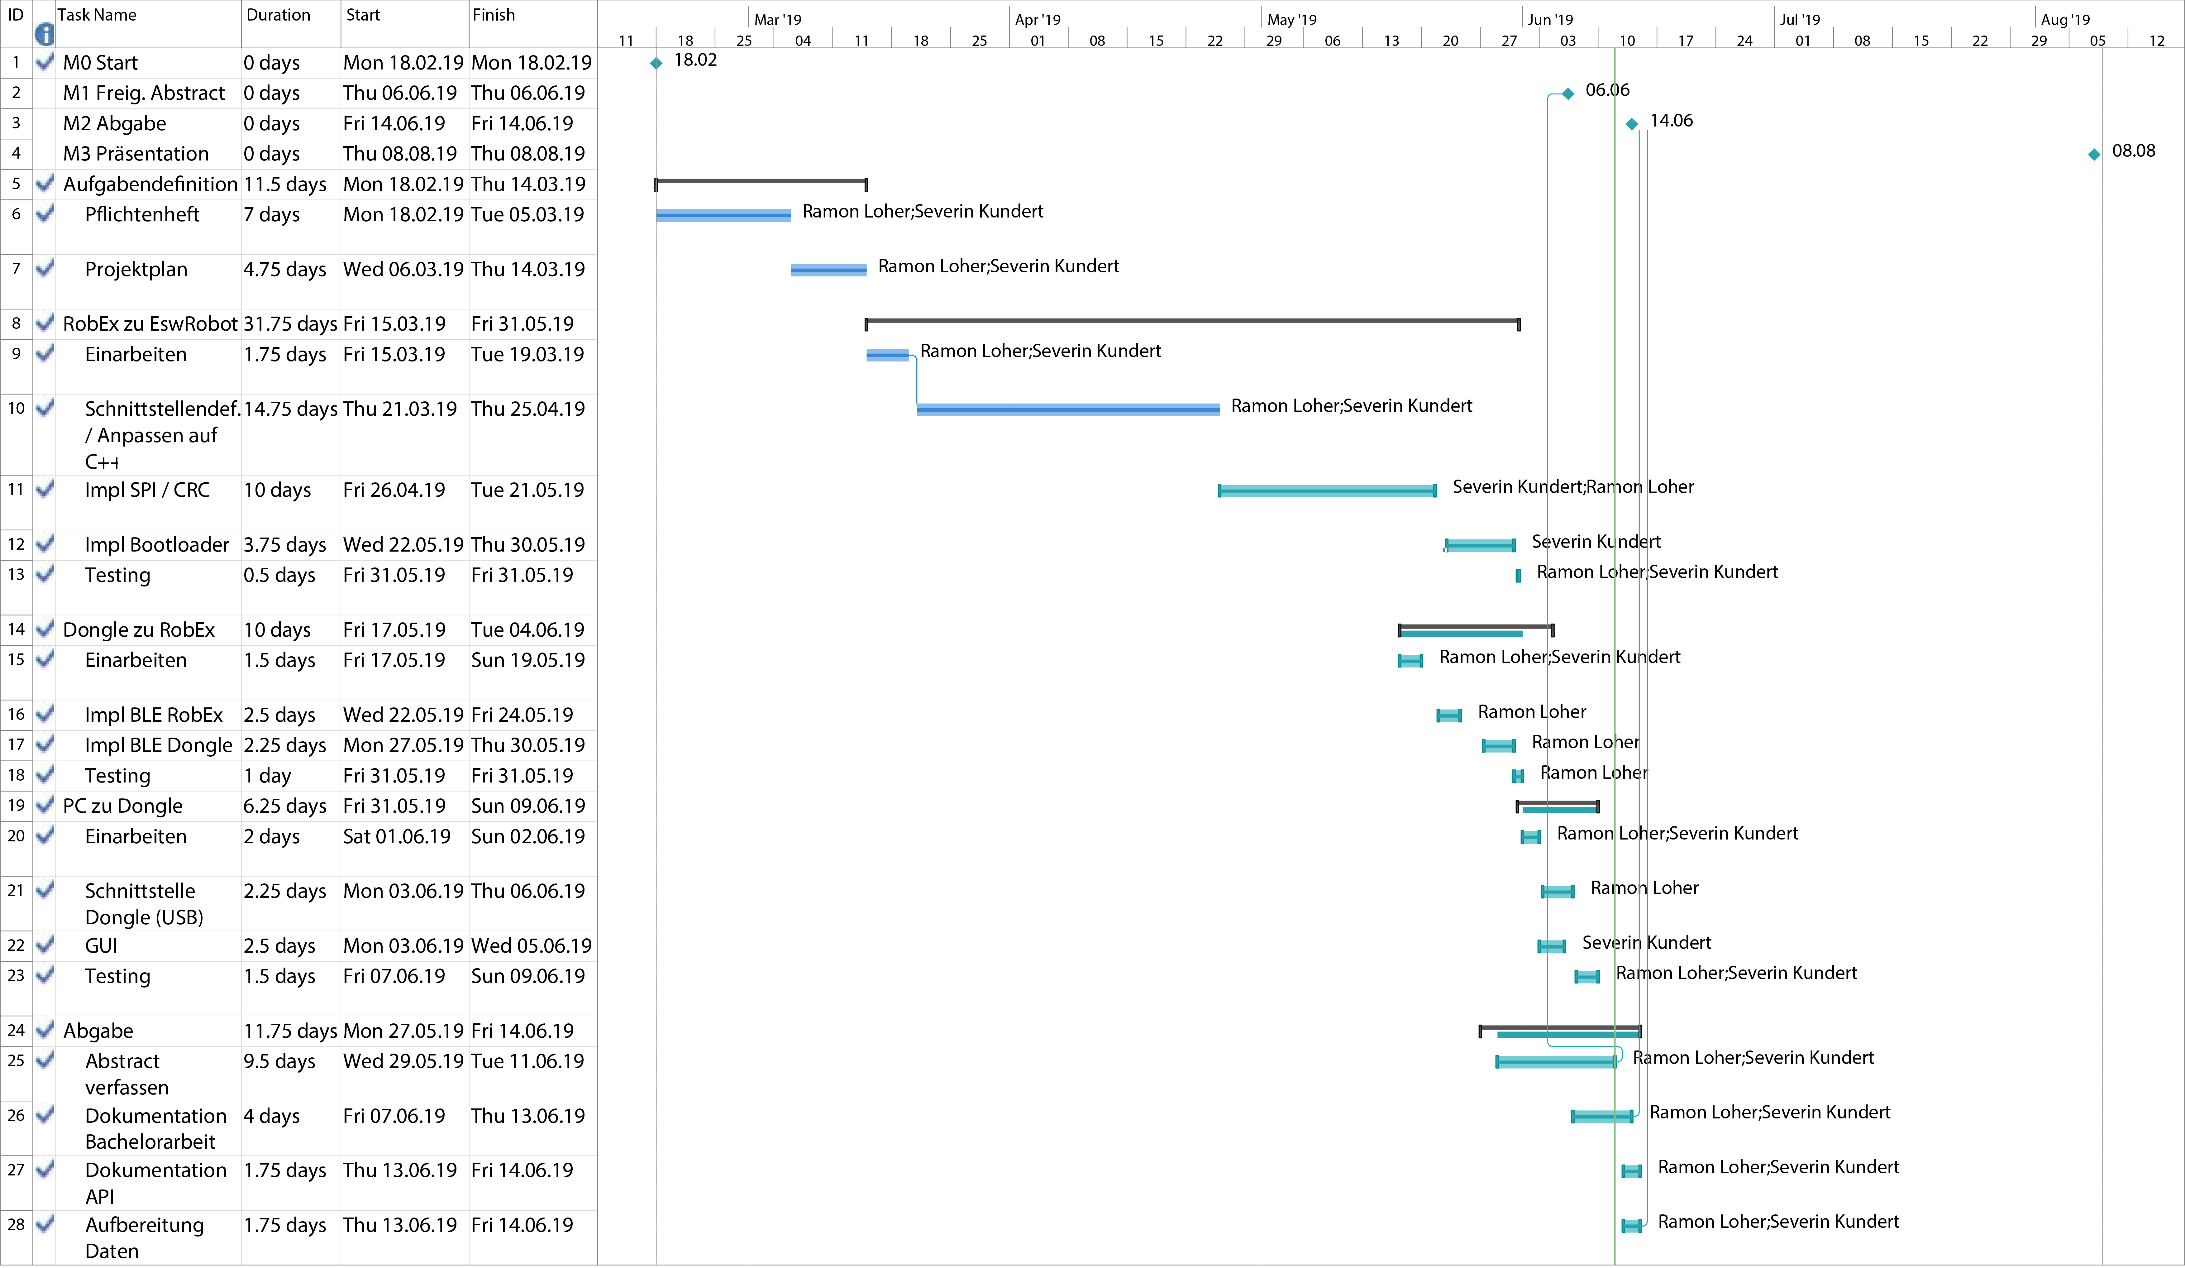 ID Task Name Duration Start Finish Mar '19 Apr '19 May '19 Jun '19 Jul '19 Aug '19
11 18 25 04 11 18 25 01 08 15 22 29 06 13 20 27 03 10 17 24 01 08 15 22 29 05 12
1 M0 Start 0 days Mon 18.02.19 Mon 18.02.19 18.02
2 M1 Freig. Abstract 0 days Thu 06.06.19 Thu 06.06.19 06.06
3 M2 Abgabe 0 days Fri 14.06.19 Fri 14.06.19 14.06
4 M3 Präsentation 0 days Thu 08.08.19 Thu 08.08.19 08.08
5 Aufgabendefinition 11.5 days Mon 18.02.19 Thu 14.03.19
6 Pflichtenheft 7 days Mon 18.02.19 Tue 05.03.19 Ramon Loher;Severin Kundert
7 Projektplan 4.75 days Wed 06.03.19 Thu 14.03.19 Ramon Loher;Severin Kundert
8 RobEx zu EswRobot 31.75 days Fri 15.03.19 Fri 31.05.19
9 Einarbeiten 1.75 days Fri 15.03.19 Tue 19.03.19 Ramon Loher;Severin Kundert
10 Schnittstellendef. 14.75 days Thu 21.03.19 Thu 25.04.19 Ramon Loher;Severin Kundert
/ Anpassen auf
C++
11 Impl SPI / CRC 10 days Fri 26.04.19 Tue 21.05.19 Severin Kundert;Ramon Loher
12 Impl Bootloader 3.75 days Wed 22.05.19 Thu 30.05.19 Severin Kundert
13 Testing 0.5 days Fri 31.05.19 Fri 31.05.19 Ramon Loher;Severin Kundert
14 Dongle zu RobEx 10 days Fri 17.05.19 Tue 04.06.19
15 Einarbeiten 1.5 days Fri 17.05.19 Sun 19.05.19 Ramon Loher;Severin Kundert
16 Impl BLE RobEx 2.5 days Wed 22.05.19 Fri 24.05.19 Ramon Loher
17 Impl BLE Dongle 2.25 days Mon 27.05.19 Thu 30.05.19 Ramon Loher
18 Testing 1 day Fri 31.05.19 Fri 31.05.19 Ramon Loher
19 PC zu Dongle 6.25 days Fri 31.05.19 Sun 09.06.19
20 Einarbeiten 2 days Sat 01.06.19 Sun 02.06.19 Ramon Loher;Severin Kundert
21 Schnittstelle 2.25 days Mon 03.06.19 Thu 06.06.19 Ramon Loher
Dongle (USB)
22 GUI 2.5 days Mon 03.06.19 Wed 05.06.19 Severin Kundert
23 Testing 1.5 days Fri 07.06.19 Sun 09.06.19 Ramon Loher;Severin Kundert
24 Abgabe 11.75 days Mon 27.05.19 Fri 14.06.19
25 Abstract 9.5 days Wed 29.05.19 Tue 11.06.19 Ramon Loher;Severin Kundert
verfassen
26 Dokumentation 4 days Fri 07.06.19 Thu 13.06.19 Ramon Loher;Severin Kundert
Bachelorarbeit
27 Dokumentation 1.75 days Thu 13.06.19 Fri 14.06.19 Ramon Loher;Severin Kundert
API
28 Aufbereitung 1.75 days Thu 13.06.19 Fri 14.06.19 Ramon Loher;Severin Kundert
Daten